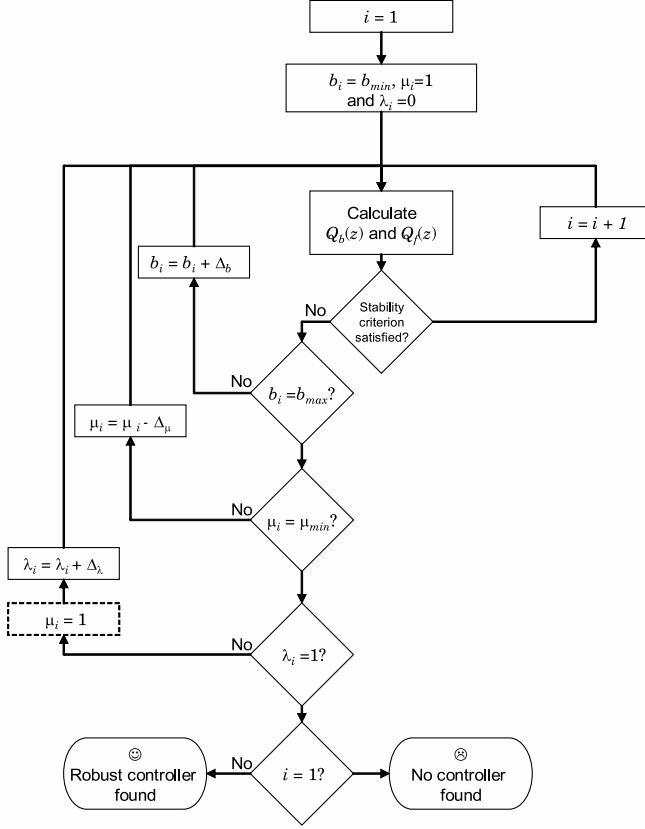 i = 1
b_i = b_min, μ_i=1
and λ_i =0
Calculate
Q_b(z) and Q_f(z)
i = i + 1
b_i = b_i + Δ_b
No
Stability
criterion
satisfied?
No
b_i =b_max?
μ_i = μ_i - Δ_μ
No
μ_i = μ_min?
λ_i = λ_i + Δ_λ
μ_i = 1
No
λ_i =1?
☺
Robust controller
found
No
i = 1?
☹
No controller
found